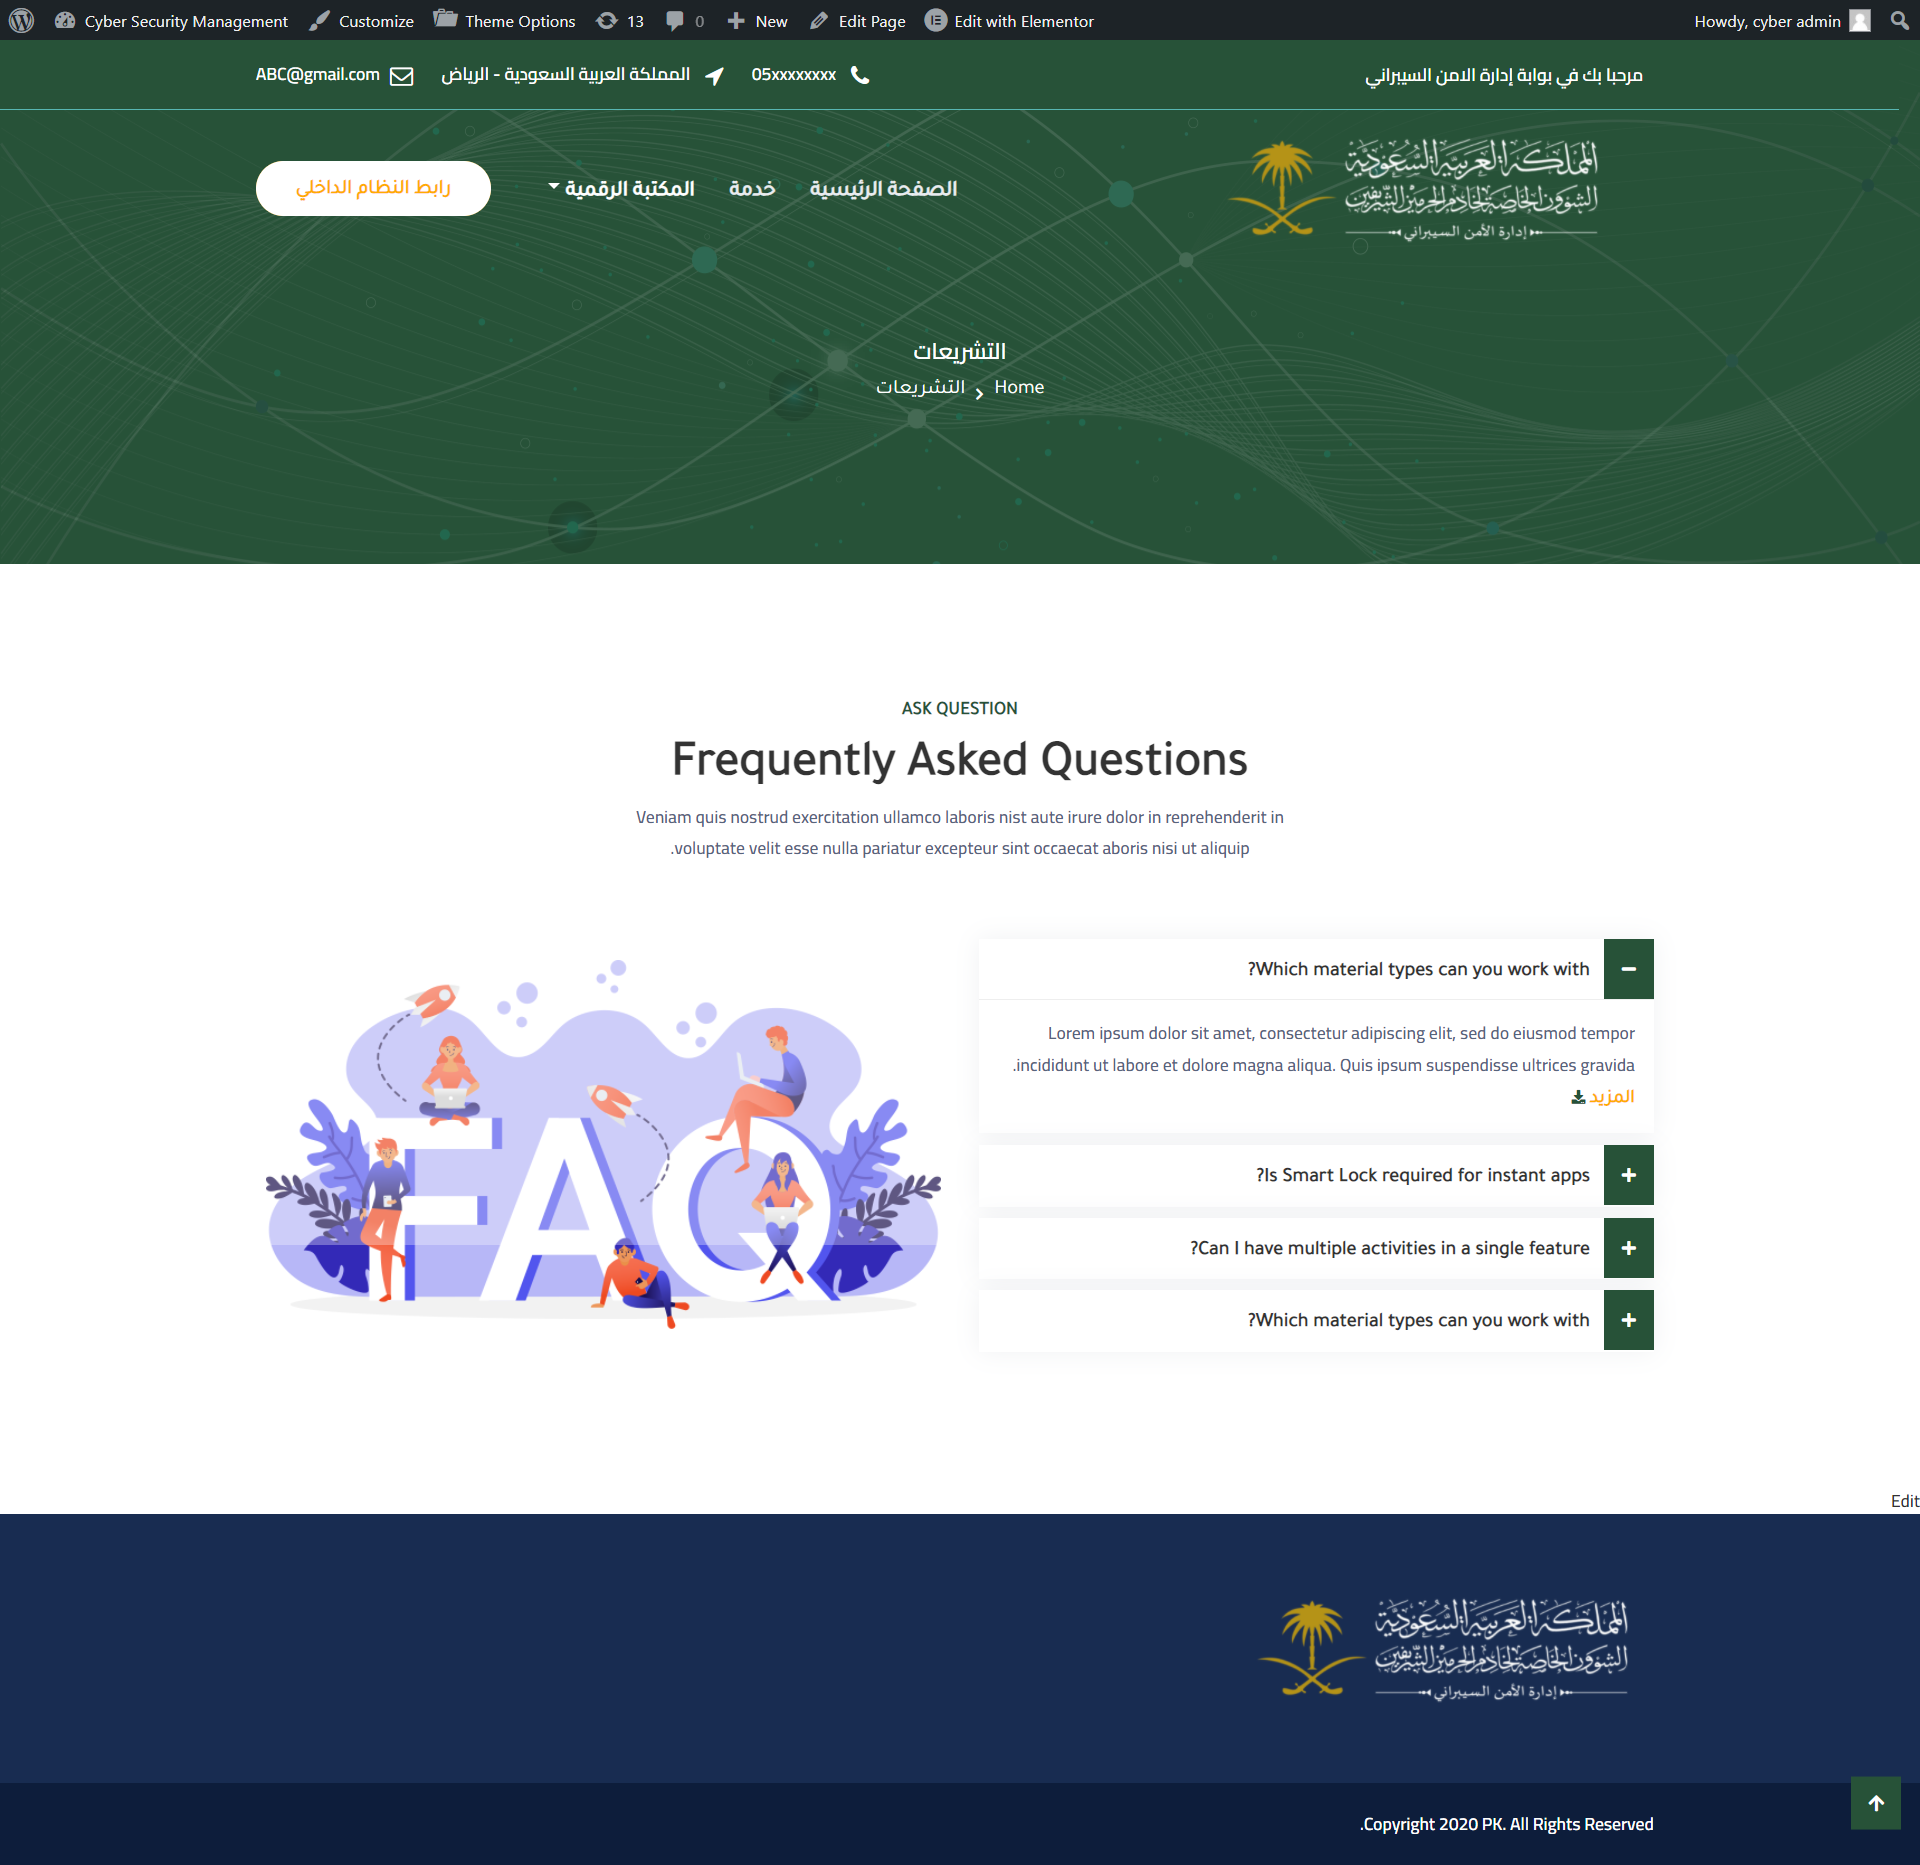 Cyber Security Management Customize Theme Options 13 0 New Edit Page Edit with Elementor Howdy, cyber admin
مرحبا بك في بوابة إدارة الامن السيبراني
05xxxxxxxx المملكة العربية السعودية - الرياض ABC@gmail.com
المملكة العربية السعودية
الشؤون الخاصة لخادم الحرمين الشريفين
إدارة الأمن السيبراني
الصفحة الرئيسية خدمة المكتبة الرقمية رابط النظام الداخلي
التشريعات
Home التشريعات
ASK QUESTION
Frequently Asked Questions
Veniam quis nostrud exercitation ullamco laboris nist aute irure dolor in reprehenderit in
voluptate velit esse nulla pariatur excepteur sint occaecat aboris nisi ut aliquip.
Which material types can you work with?
Lorem ipsum dolor sit amet, consectetur adipiscing elit, sed do eiusmod tempor
incididunt ut labore et dolore magna aliqua. Quis ipsum suspendisse ultrices gravida.
المزيد
Is Smart Lock required for instant apps?
Can I have multiple activities in a single feature?
Which material types can you work with?
FAQ
Edit
المملكة العربية السعودية
الشؤون الخاصة لخادم الحرمين الشريفين
إدارة الأمن السيبراني
Copyright 2020 PK. All Rights Reserved.